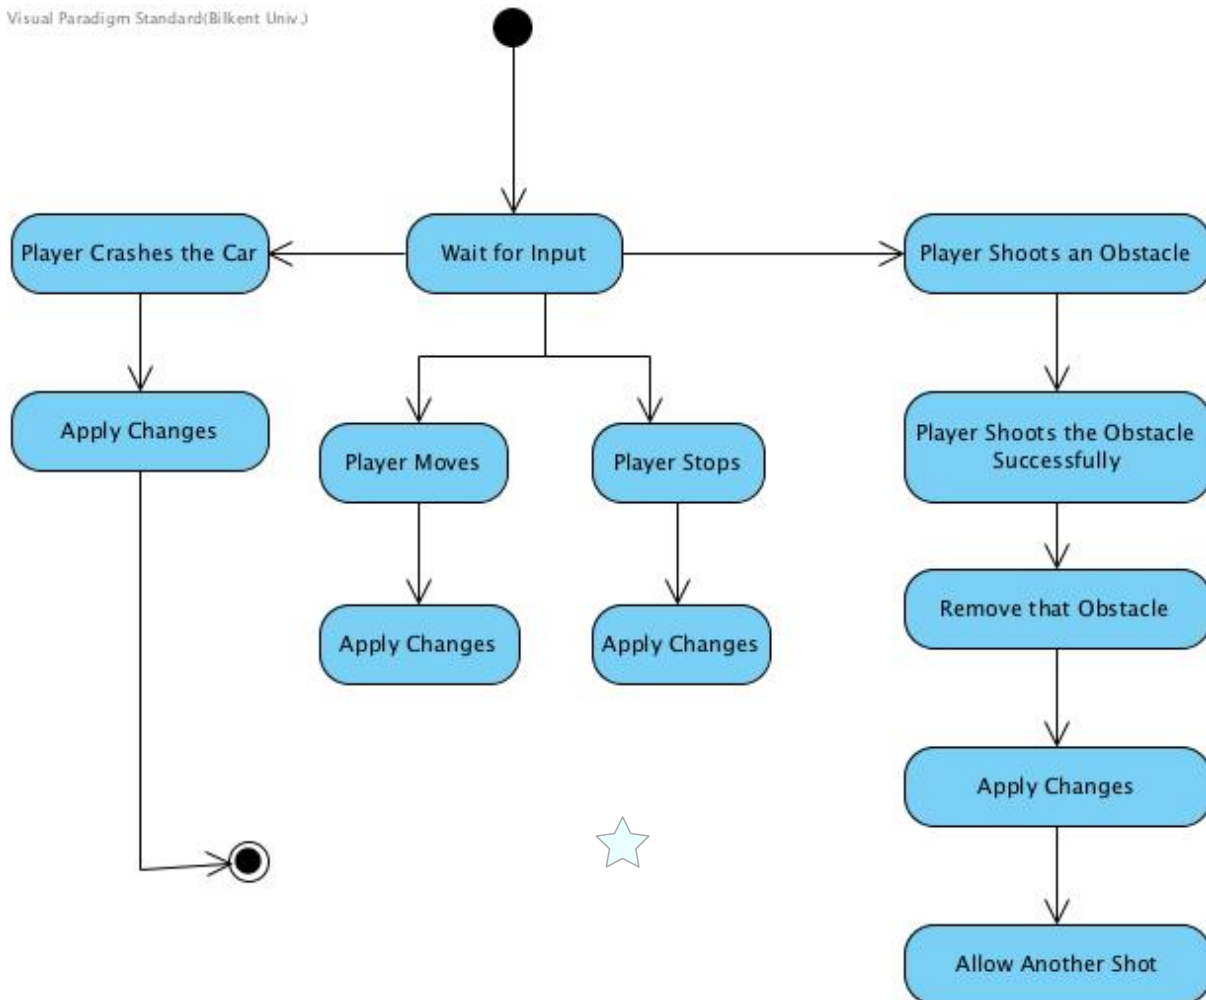 Visual Paradigm Standard(Bilkent Univ.)
Player Crashes the Car
Wait for Input
Player Shoots an Obstacle
Apply Changes
Player Moves
Player Stops
Player Shoots the Obstacle
Successfully
Apply Changes
Apply Changes
Remove that Obstacle
Apply Changes
Allow Another Shot